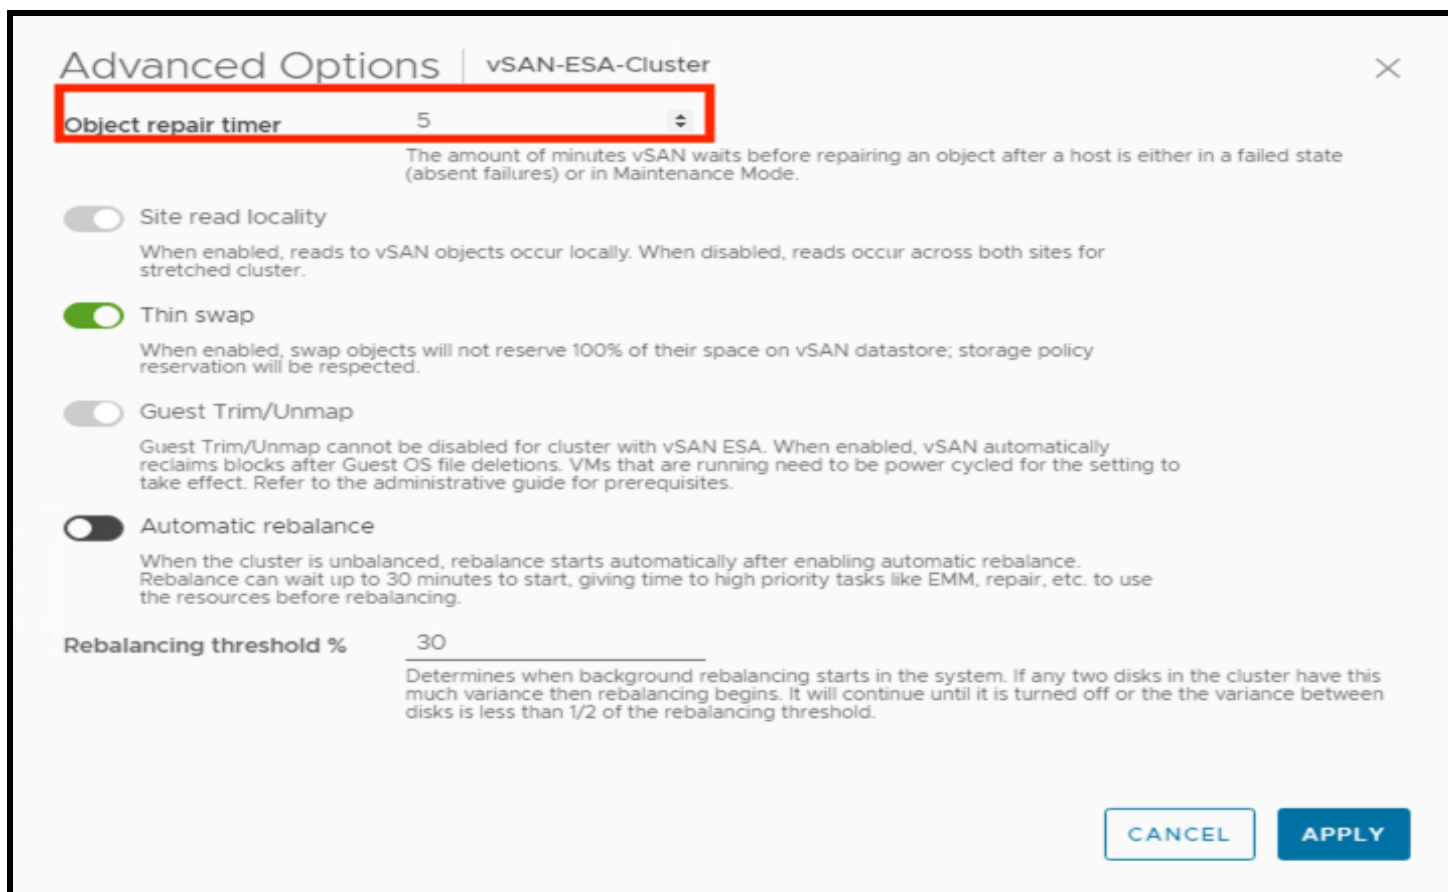 Advanced Options | vSAN-ESA-Cluster
Object repair timer 5
The amount of minutes vSAN waits before repairing an object after a host is either in a failed state
(absent failures) or in Maintenance Mode.
Site read locality
When enabled, reads to vSAN objects occur locally. When disabled, reads occur across both sites for
stretched cluster.
Thin swap
When enabled, swap objects will not reserve 100% of their space on vSAN datastore; storage policy
reservation will be respected.
Guest Trim/Unmap
Guest Trim/Unmap cannot be disabled for cluster with vSAN ESA. When enabled, vSAN automatically
reclaims blocks after Guest OS file deletions. VMs that are running need to be power cycled for the setting to
take effect. Refer to the administrative guide for prerequisites.
Automatic rebalance
When the cluster is unbalanced, rebalance starts automatically after enabling automatic rebalance.
Rebalance can wait up to 30 minutes to start, giving time to high priority tasks like EMM, repair, etc. to use
the resources before rebalancing.
Rebalancing threshold % 30
Determines when background rebalancing starts in the system. If any two disks in the cluster have this
much variance then rebalancing begins. It will continue until it is turned off or the the variance between
disks is less than 1/2 of the rebalancing threshold.
CANCEL APPLY